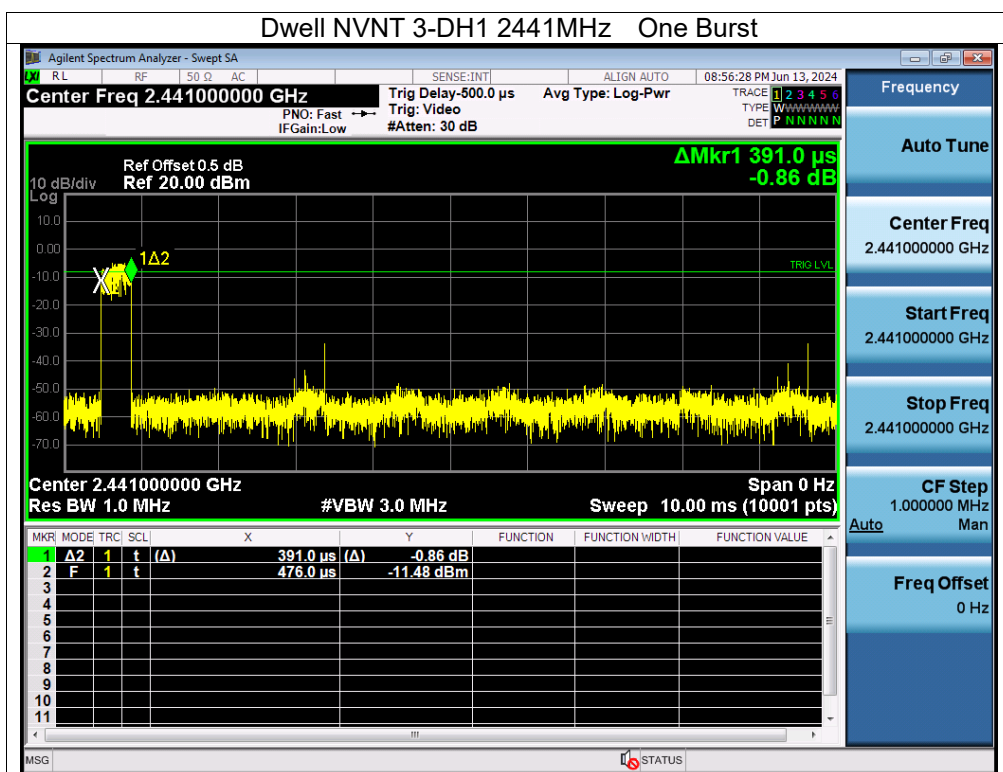 Dwell NVNT 3-DH1 2441MHz One Burst
Agilent Spectrum Analyzer - Swept SA
LXI RL RF 50 Ω AC SENSE:INT ALIGN AUTO 08:56:28 PM Jun 13, 2024
Center Freq 2.441000000 GHz Trig Delay-500.0 µs Avg Type: Log-Pwr TRACE 1 2 3 4 5 6
PNO: Fast Trig: Video TYPE WWWWWW
IFGain:Low #Atten: 30 dB DET P N N N N N
Frequency
Auto Tune
Center Freq
2.441000000 GHz
Start Freq
2.441000000 GHz
Stop Freq
2.441000000 GHz
CF Step
1.000000 MHz
Auto Man
Freq Offset
0 Hz
ΔMkr1 391.0 µs
-0.86 dB
Ref Offset 0.5 dB
10 dB/div Ref 20.00 dBm
Log
10.0
0.00
1Δ2
TRIG LVL
-10.0
-20.0
-30.0
-40.0
-50.0
-60.0
-70.0
Center 2.441000000 GHz Span 0 Hz
Res BW 1.0 MHz #VBW 3.0 MHz Sweep 10.00 ms (10001 pts)
MKR MODE TRC SCL X Y FUNCTION FUNCTION WIDTH FUNCTION VALUE
1 Δ2 1 t (Δ) 391.0 µs (Δ) -0.86 dB
2 F 1 t 476.0 µs -11.48 dBm
3
4
5
6
7
8
9
10
11
MSG STATUS